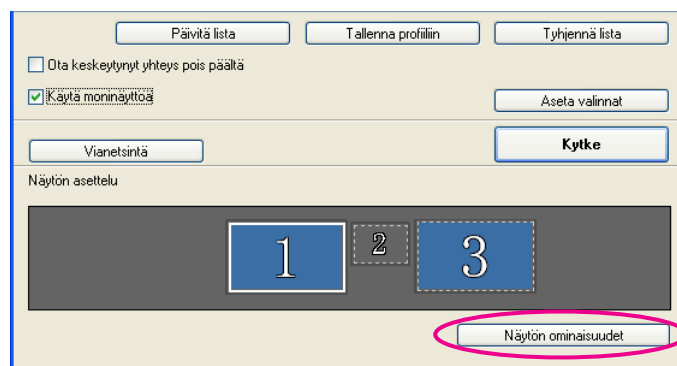 Päivitä lista Tallenna profiiliin Tyhjennä lista
Ota keskeytynyt yhteys pois päältä
Käytä moninäyttöä
Aseta valinnat
Vianetsintä Kytke
Näytön asettelu
1 2 3
Näytön ominaisuudet